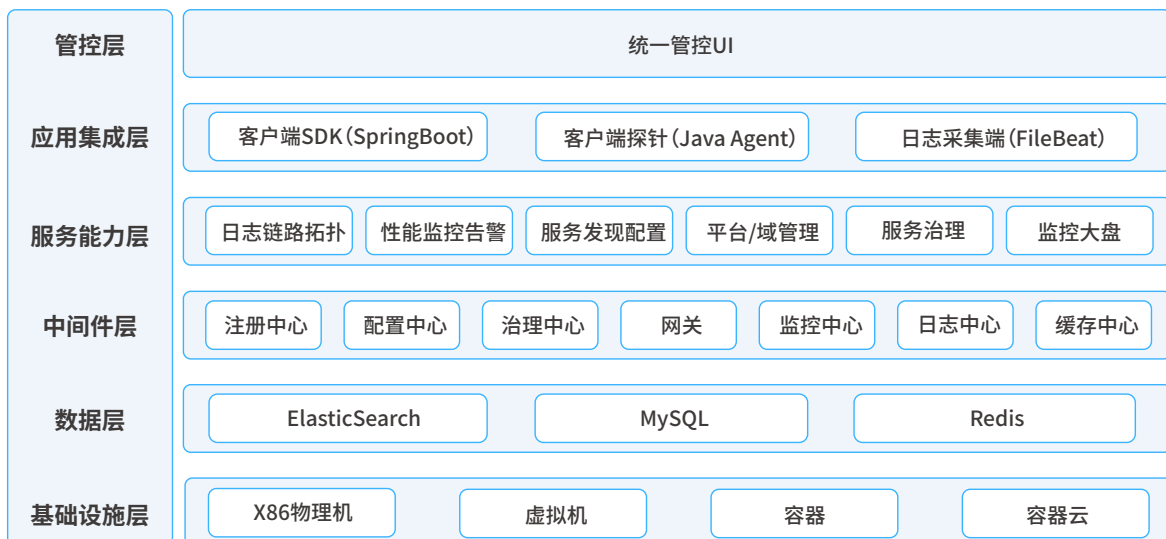 管控层
统一管控UI
应用集成层
客户端SDK（SpringBoot）
客户端探针（Java Agent）
日志采集端（FileBeat）
服务能力层
日志链路拓扑
性能监控告警
服务发现配置
平台/域管理
服务治理
监控大盘
中间件层
注册中心
配置中心
治理中心
网关
监控中心
日志中心
缓存中心
数据层
ElasticSearch
MySQL
Redis
基础设施层
X86物理机
虚拟机
容器
容器云